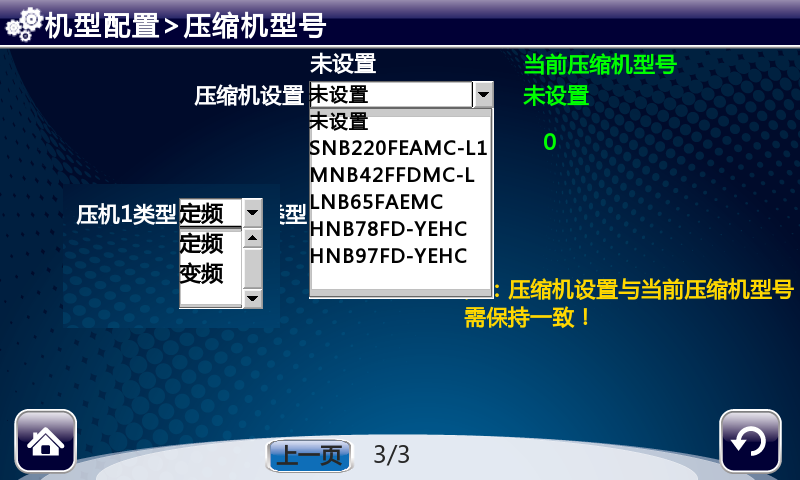 机型配置>压缩机型号
未设置
当前压缩机型号
压缩机设置
未设置
未设置
未设置
SNB220FEAMC-L1
MNB42FFDMC-L
LNB65FAEMC
HNB78FD-YEHC
HNB97FD-YEHC
0
压机1类型
定频
型
定频
变频
：压缩机设置与当前压缩机型号
需保持一致！
上一页
3/3